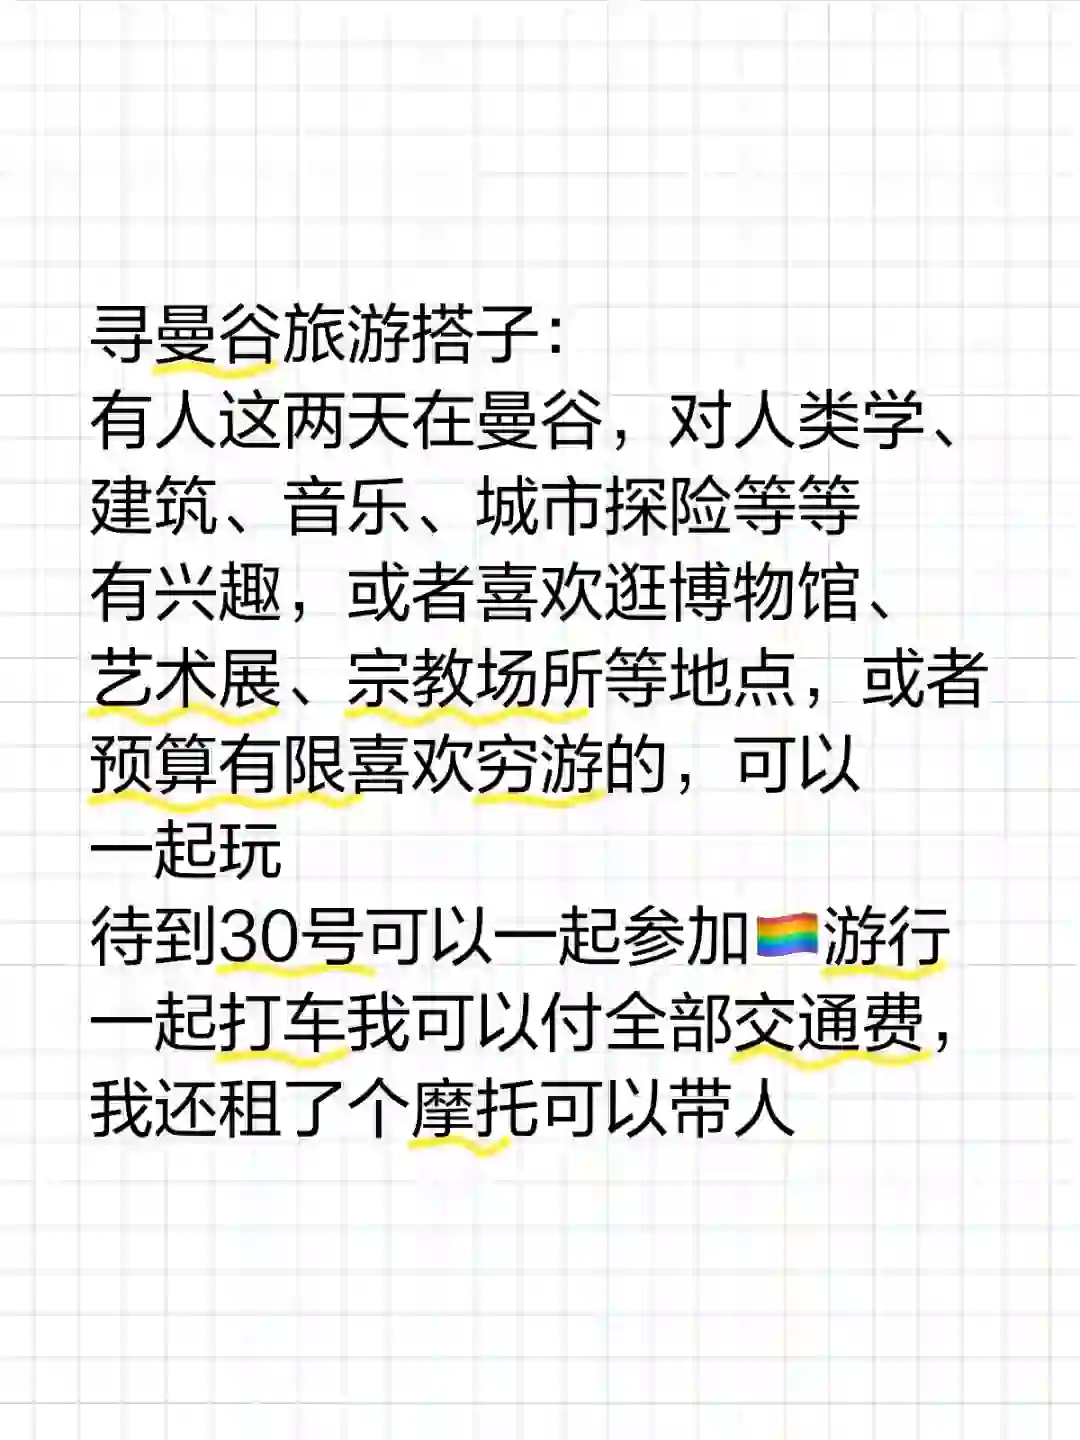 寻曼谷旅游搭子：
有人这两天在曼谷，对人类学、
建筑、音乐、城市探险等等
有兴趣，或者喜欢逛博物馆、
艺术展、宗教场所等地点，或者
预算有限喜欢穷游的，可以
一起玩
待到30号可以一起参加🏳️‍🌈游行
一起打车我可以付全部交通费，
我还租了个摩托可以带人